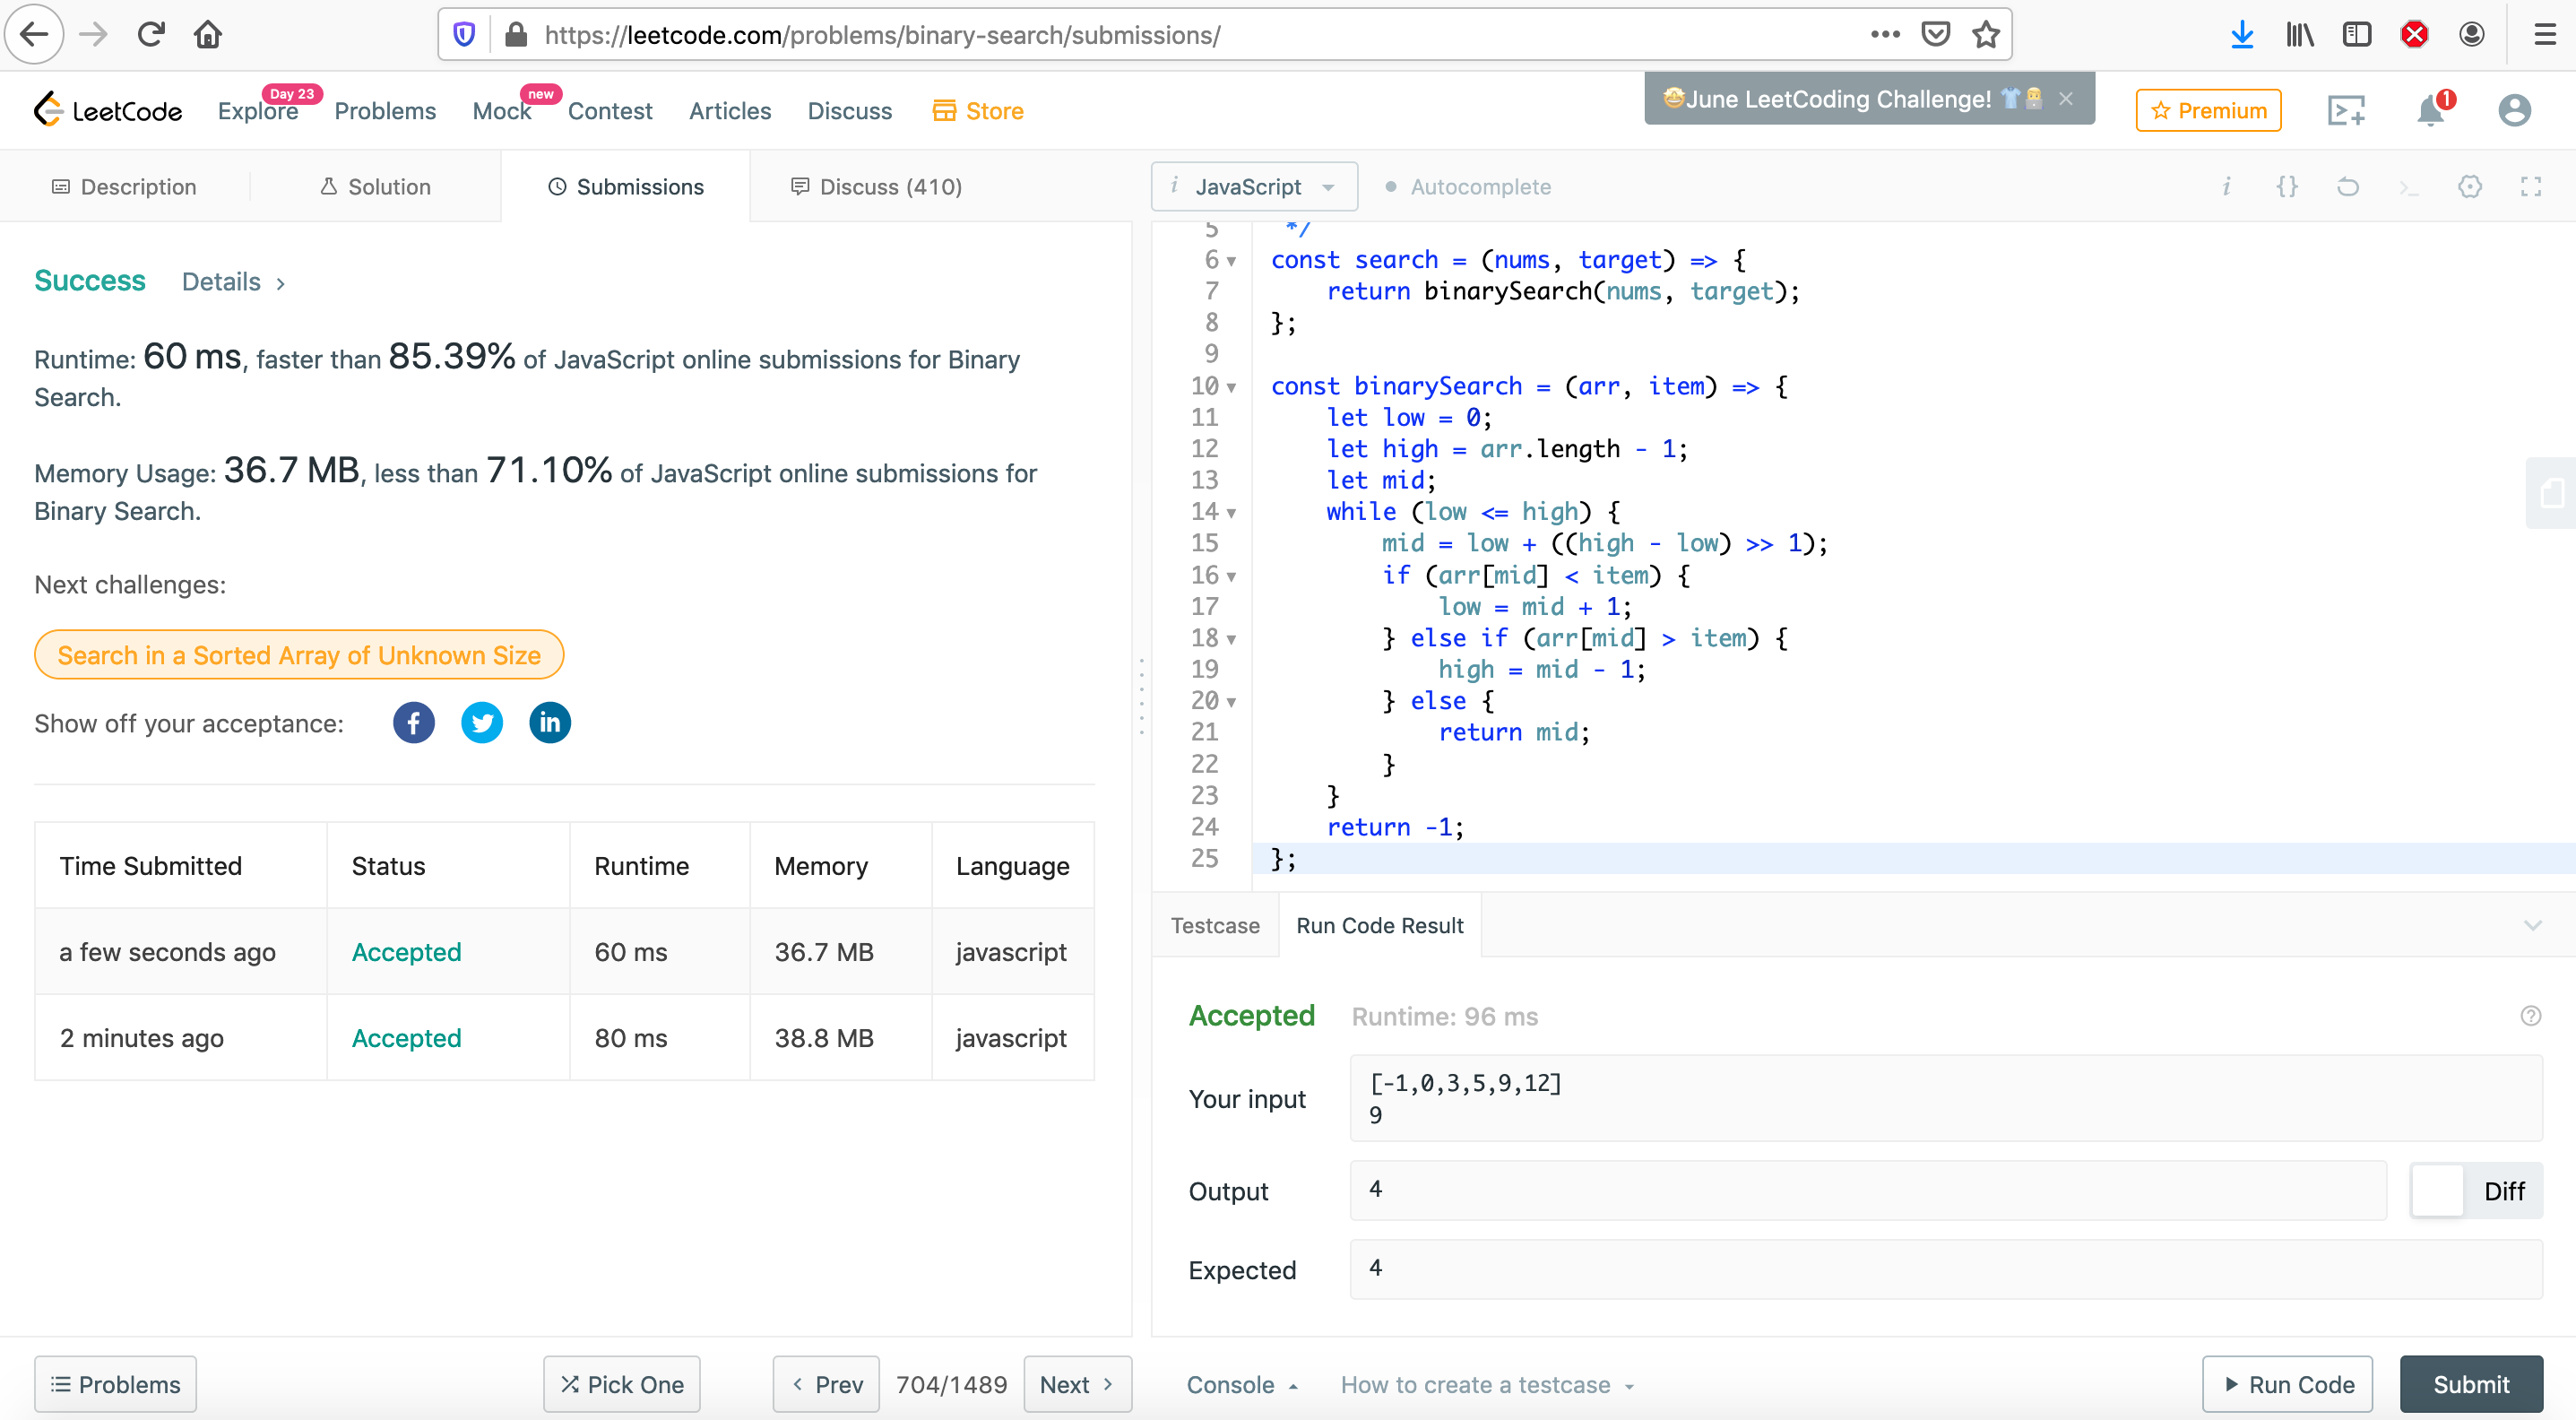 https://leetcode.com/problems/binary-search/submissions/
LeetCode
Explore
Day 23
Problems
Mock
new
Contest
Articles
Discuss
Store
🤩June LeetCoding Challenge! 👕👨‍💻 ×
Premium
1
Description
Solution
Submissions
Discuss (410)
i JavaScript
Autocomplete
i {}
Success Details >
Runtime: 60 ms, faster than 85.39% of JavaScript online submissions for Binary
Search.
Memory Usage: 36.7 MB, less than 71.10% of JavaScript online submissions for
Binary Search.
Next challenges:
Search in a Sorted Array of Unknown Size
Show off your acceptance:
f
in
Time Submitted Status Runtime Memory Language
a few seconds ago Accepted 60 ms 36.7 MB javascript
2 minutes ago Accepted 80 ms 38.8 MB javascript
5 */
6 const search = (nums, target) => {
7 return binarySearch(nums, target);
8 };
9
10 const binarySearch = (arr, item) => {
11 let low = 0;
12 let high = arr.length - 1;
13 let mid;
14 while (low <= high) {
15 mid = low + ((high - low) >> 1);
16 if (arr[mid] < item) {
17 low = mid + 1;
18 } else if (arr[mid] > item) {
19 high = mid - 1;
20 } else {
21 return mid;
22 }
23 }
24 return -1;
25 };
Testcase
Run Code Result
Accepted Runtime: 96 ms
Your input
[-1,0,3,5,9,12]
9
Output
4
Diff
Expected
4
Problems
Pick One
< Prev
704/1489
Next >
Console
How to create a testcase
Run Code
Submit